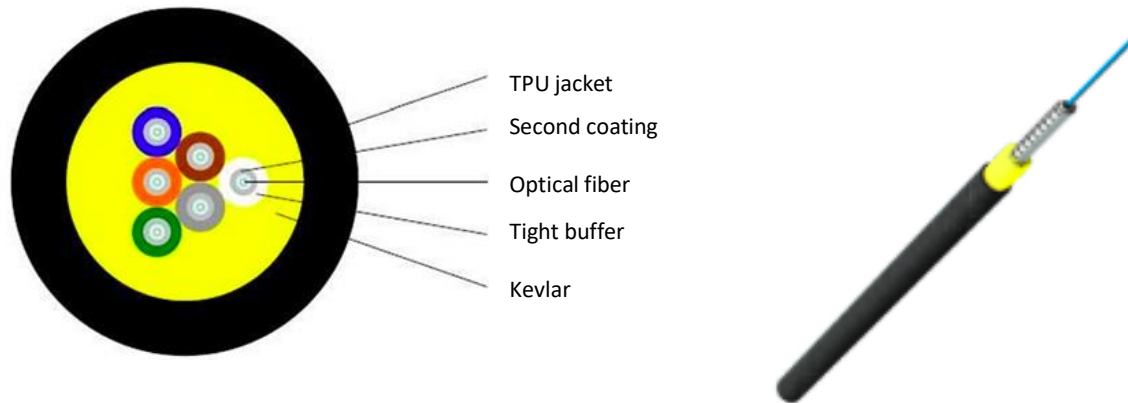 TPU jacket
Second coating
Optical fiber
Tight buffer
Kevlar